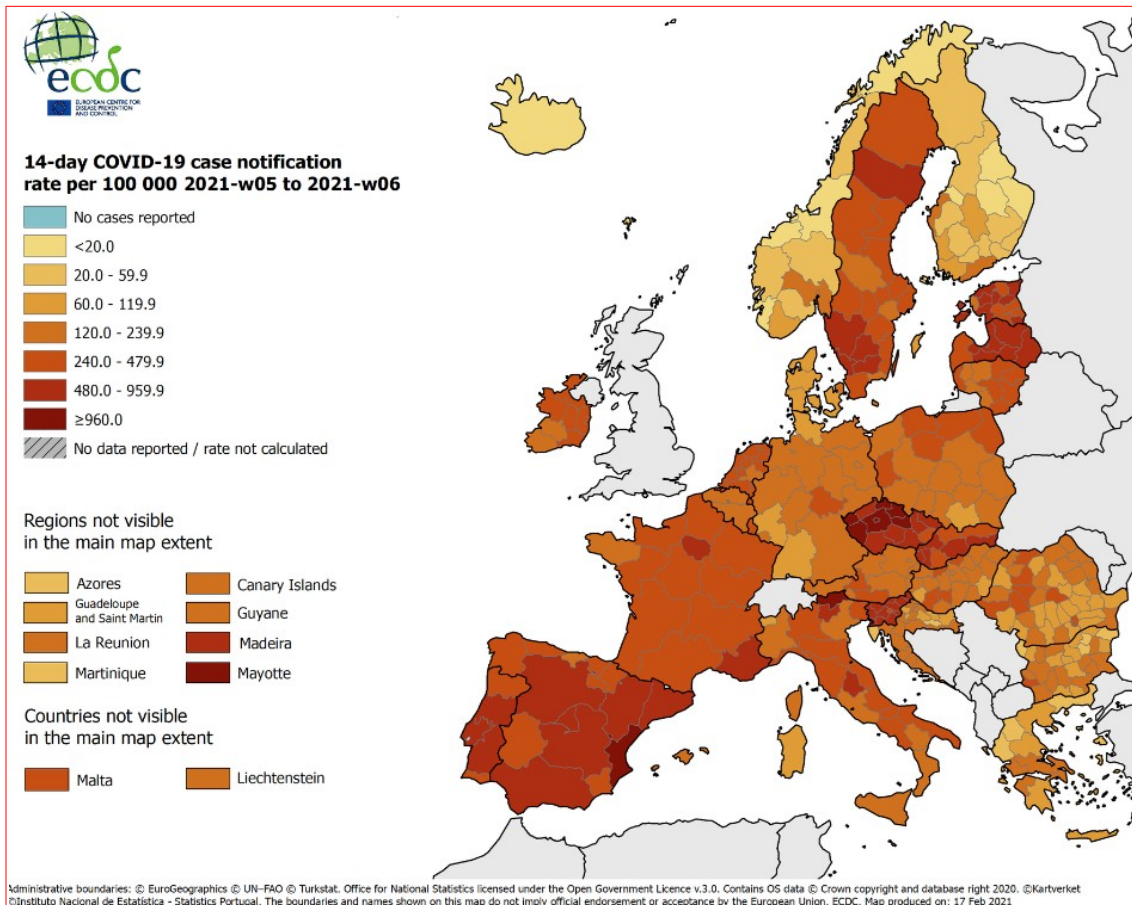 ecdc
EUROPEAN CENTRE FOR
DISEASE PREVENTION
AND CONTROL
14-day COVID-19 case notification
rate per 100 000 2021-w05 to 2021-w06
No cases reported
<20.0
20.0 - 59.9
60.0 - 119.9
120.0 - 239.9
240.0 - 479.9
480.0 - 959.9
≥960.0
No data reported / rate not calculated
Regions not visible
in the main map extent
Azores
Canary Islands
Guadeloupe
and Saint Martin
Guyane
La Reunion
Madeira
Martinique
Mayotte
Countries not visible
in the main map extent
Malta
Liechtenstein
Administrative boundaries: © EuroGeographics © UN–FAO © Turkstat. Office for National Statistics licensed under the Open Government Licence v.3.0. Contains OS data © Crown copyright and database right 2020. ©Kartverket
©Instituto Nacional de Estatística - Statistics Portugal. The boundaries and names shown on this map do not imply official endorsement or acceptance by the European Union. ECDC. Map produced on: 17 Feb 2021